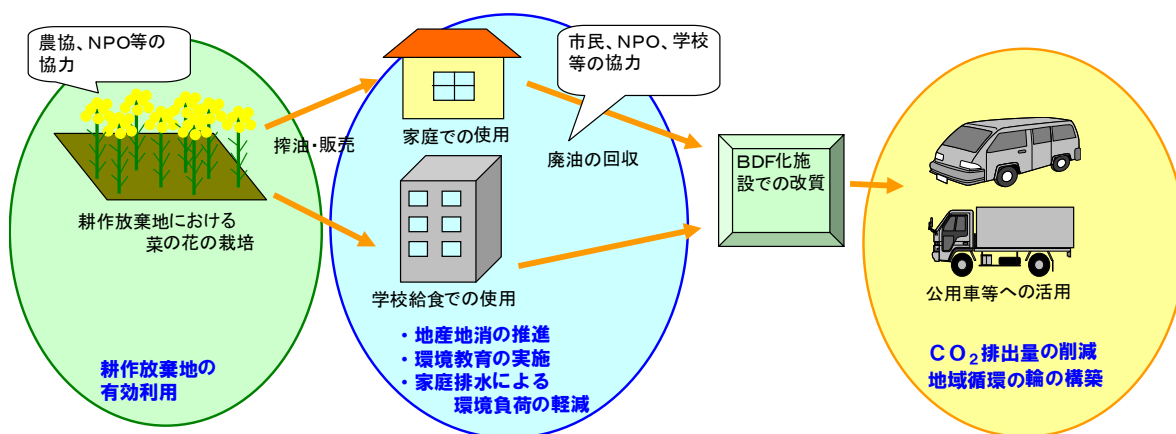 農協、NPO等の
協力
耕作放棄地における
菜の花の栽培
耕作放棄地の
有効利用
搾油・販売
家庭での使用
学校給食での使用
・地産地消の推進
・環境教育の実施
・家庭排水による
環境負荷の軽減
市民、NPO、学校
等の協力
廃油の回収
BDF化施
設での改質
公用車等への活用
CO₂排出量の削減
地域循環の輪の構築